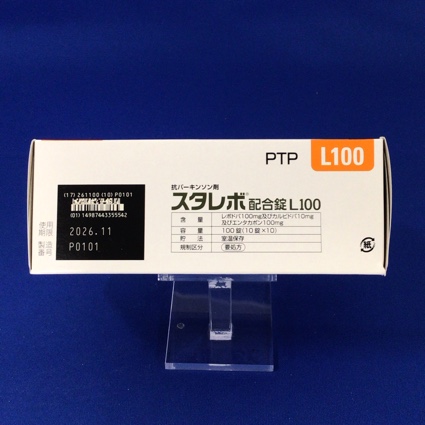 PTP L100
抗パーキンソン剤
スタレボ®配合錠L100
含 量 レボドパ100mg及びカルビドパ10mg
及びエンタカポン100mg
容 量 100錠(10錠×10)
貯 法 室温保存
規制区分 要処方
(17) 261100 (10) P0101
(01) 14987443355542
使用
期限 2026.11
製造
番号 P0101
紙